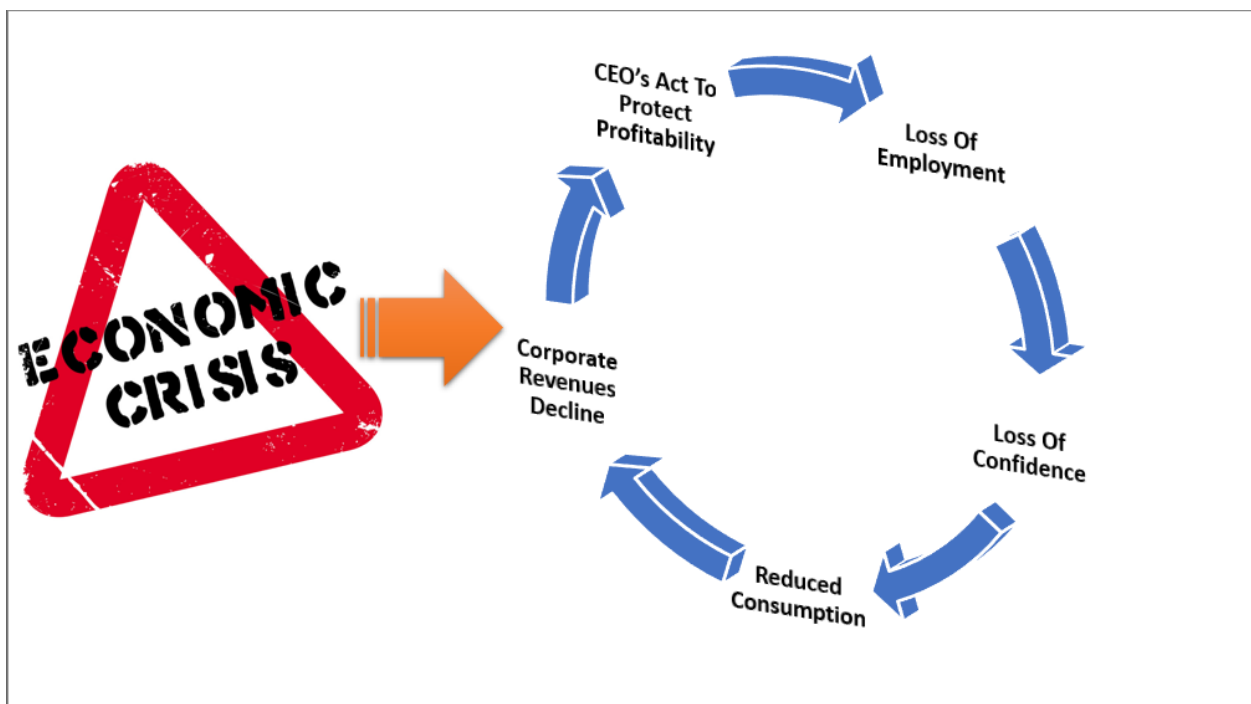 ECONOMIC
CRISIS
CEO's Act To
Protect
Profitability
Loss Of
Employment
Loss Of
Confidence
Reduced
Consumption
Corporate
Revenues
Decline